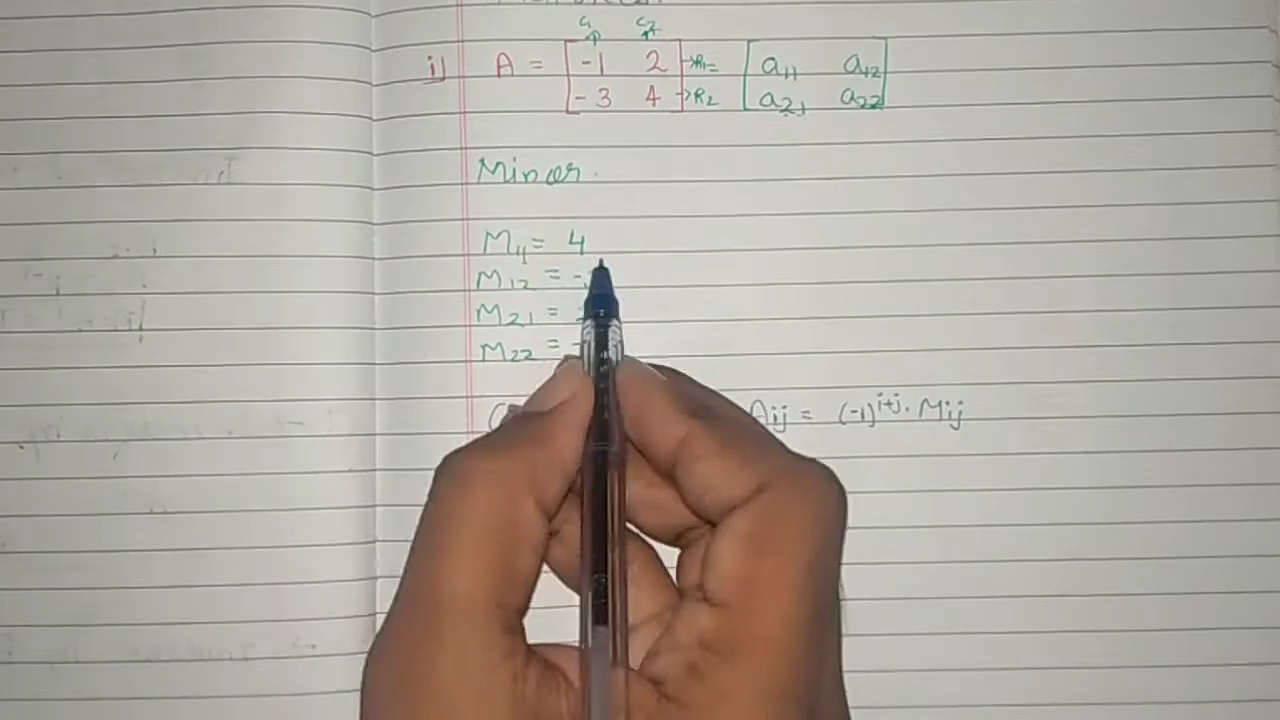 C1 C2
i) A = [ -1 2 ] →R1 = [ a11 a12 ]
[ -3 4 ] →R2 [ a21 a22 ]
Minor.
M11 = 4
M12 = -
M21 =
M22 = -
Aij = (-1)^i+j . Mij